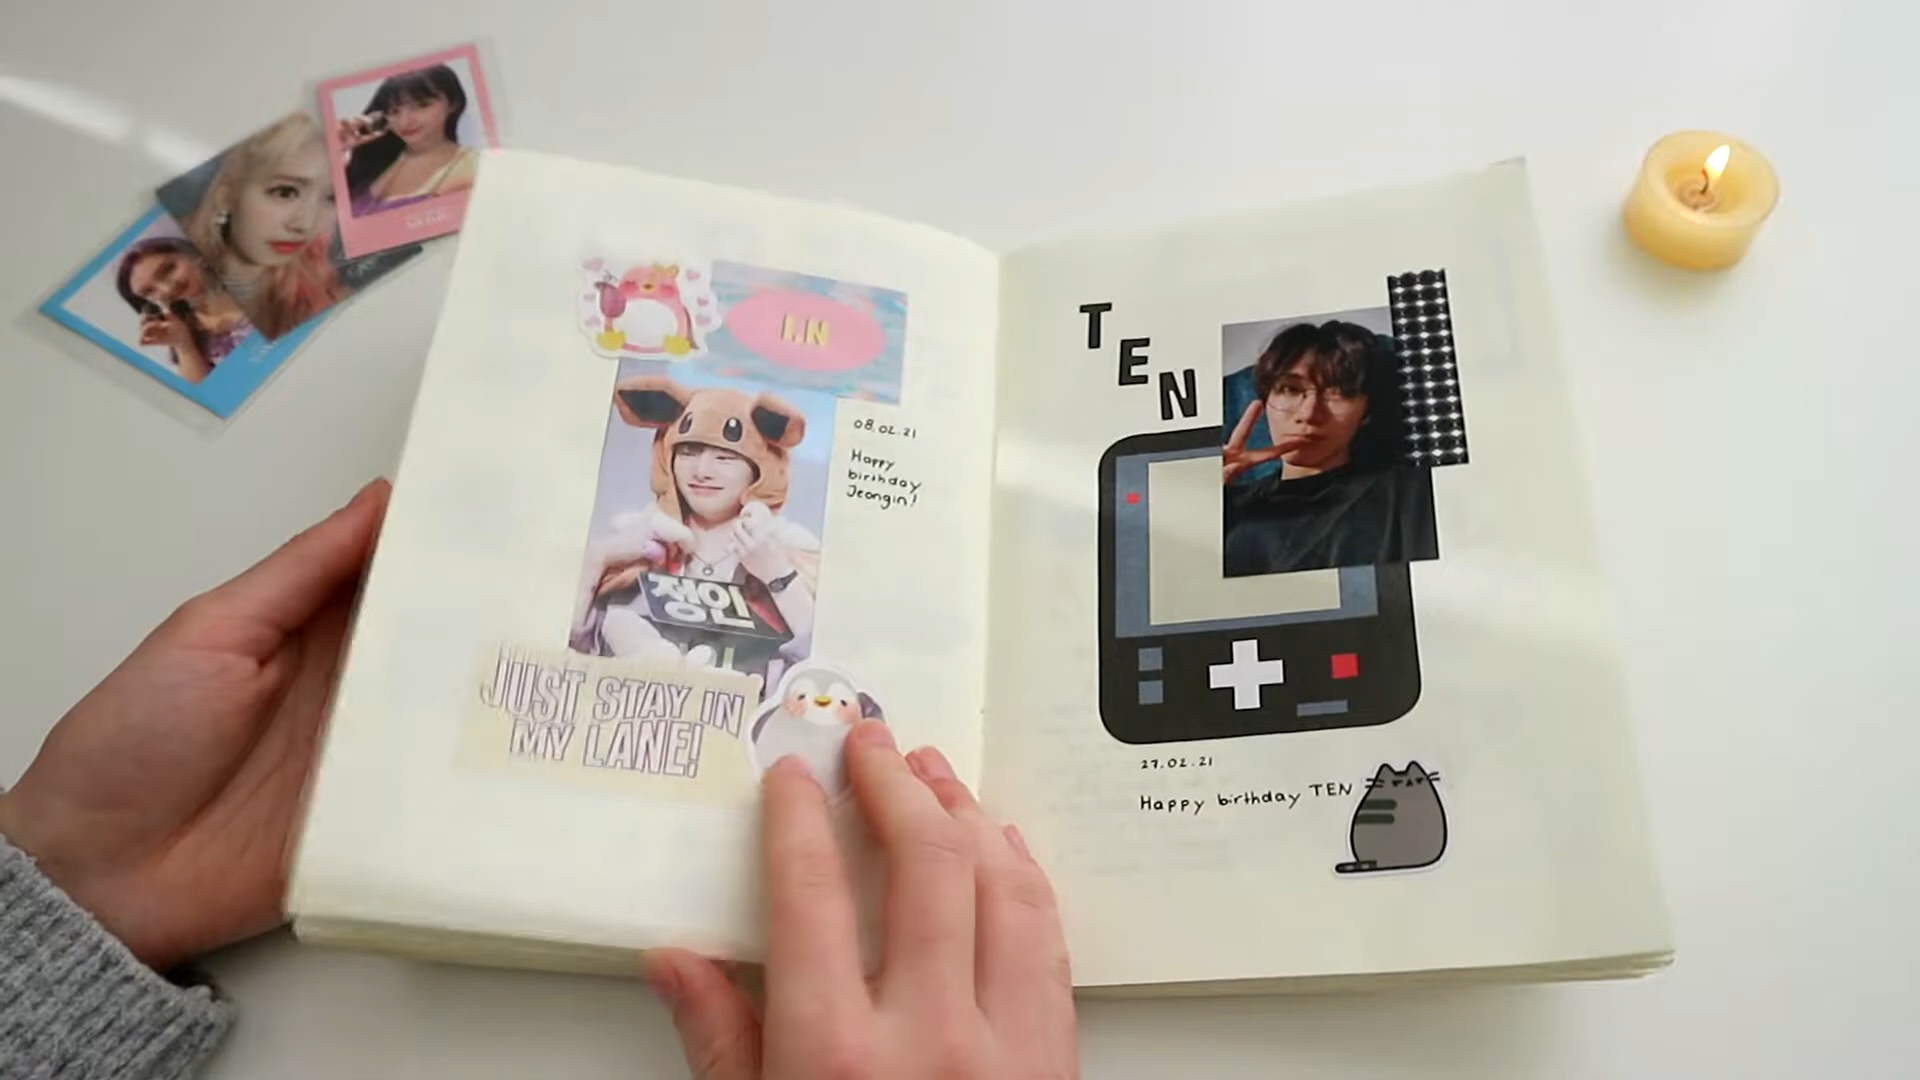 I.N
08.02.21
Happy
birthday
Jeongin!
정인
JUST STAY IN
MY LANE!
TEN
27.02.21
Happy birthday TEN